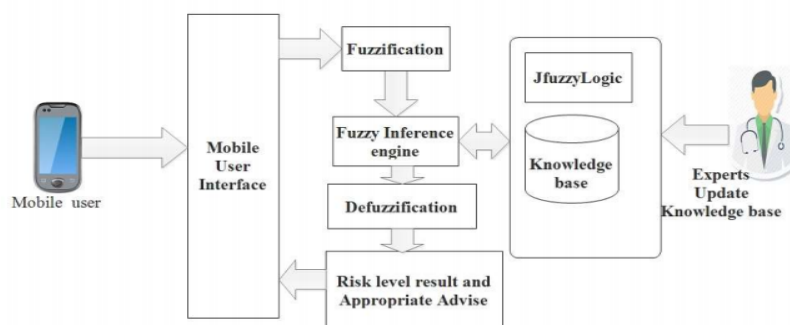 Mobile user
Mobile
User
Interface
Fuzzification
Fuzzy Inference
engine
Defuzzification
Risk level result and
Appropriate Advise
JfuzzyLogic
Knowledge
base
Experts
Update
Knowledge base